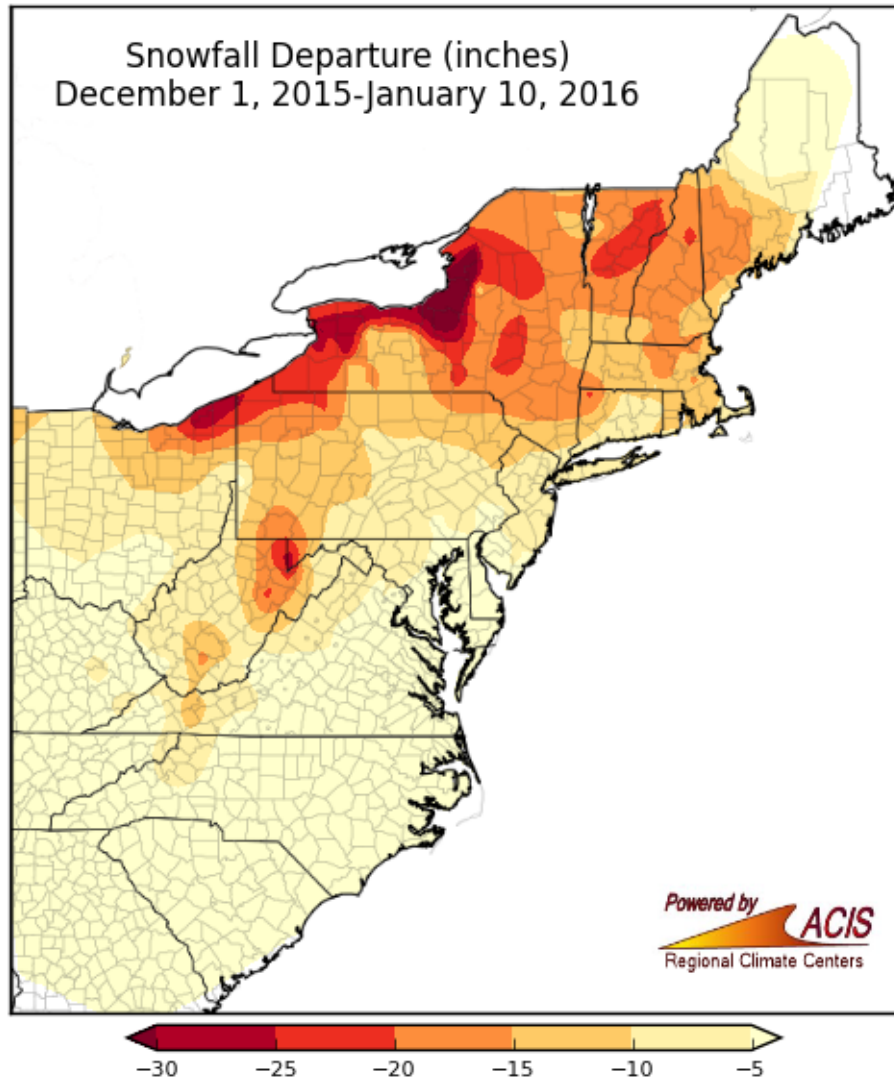 Snowfall Departure (inches)
December 1, 2015-January 10, 2016
Powered by
ACIS
Regional Climate Centers
−30 −25 −20 −15 −10 −5